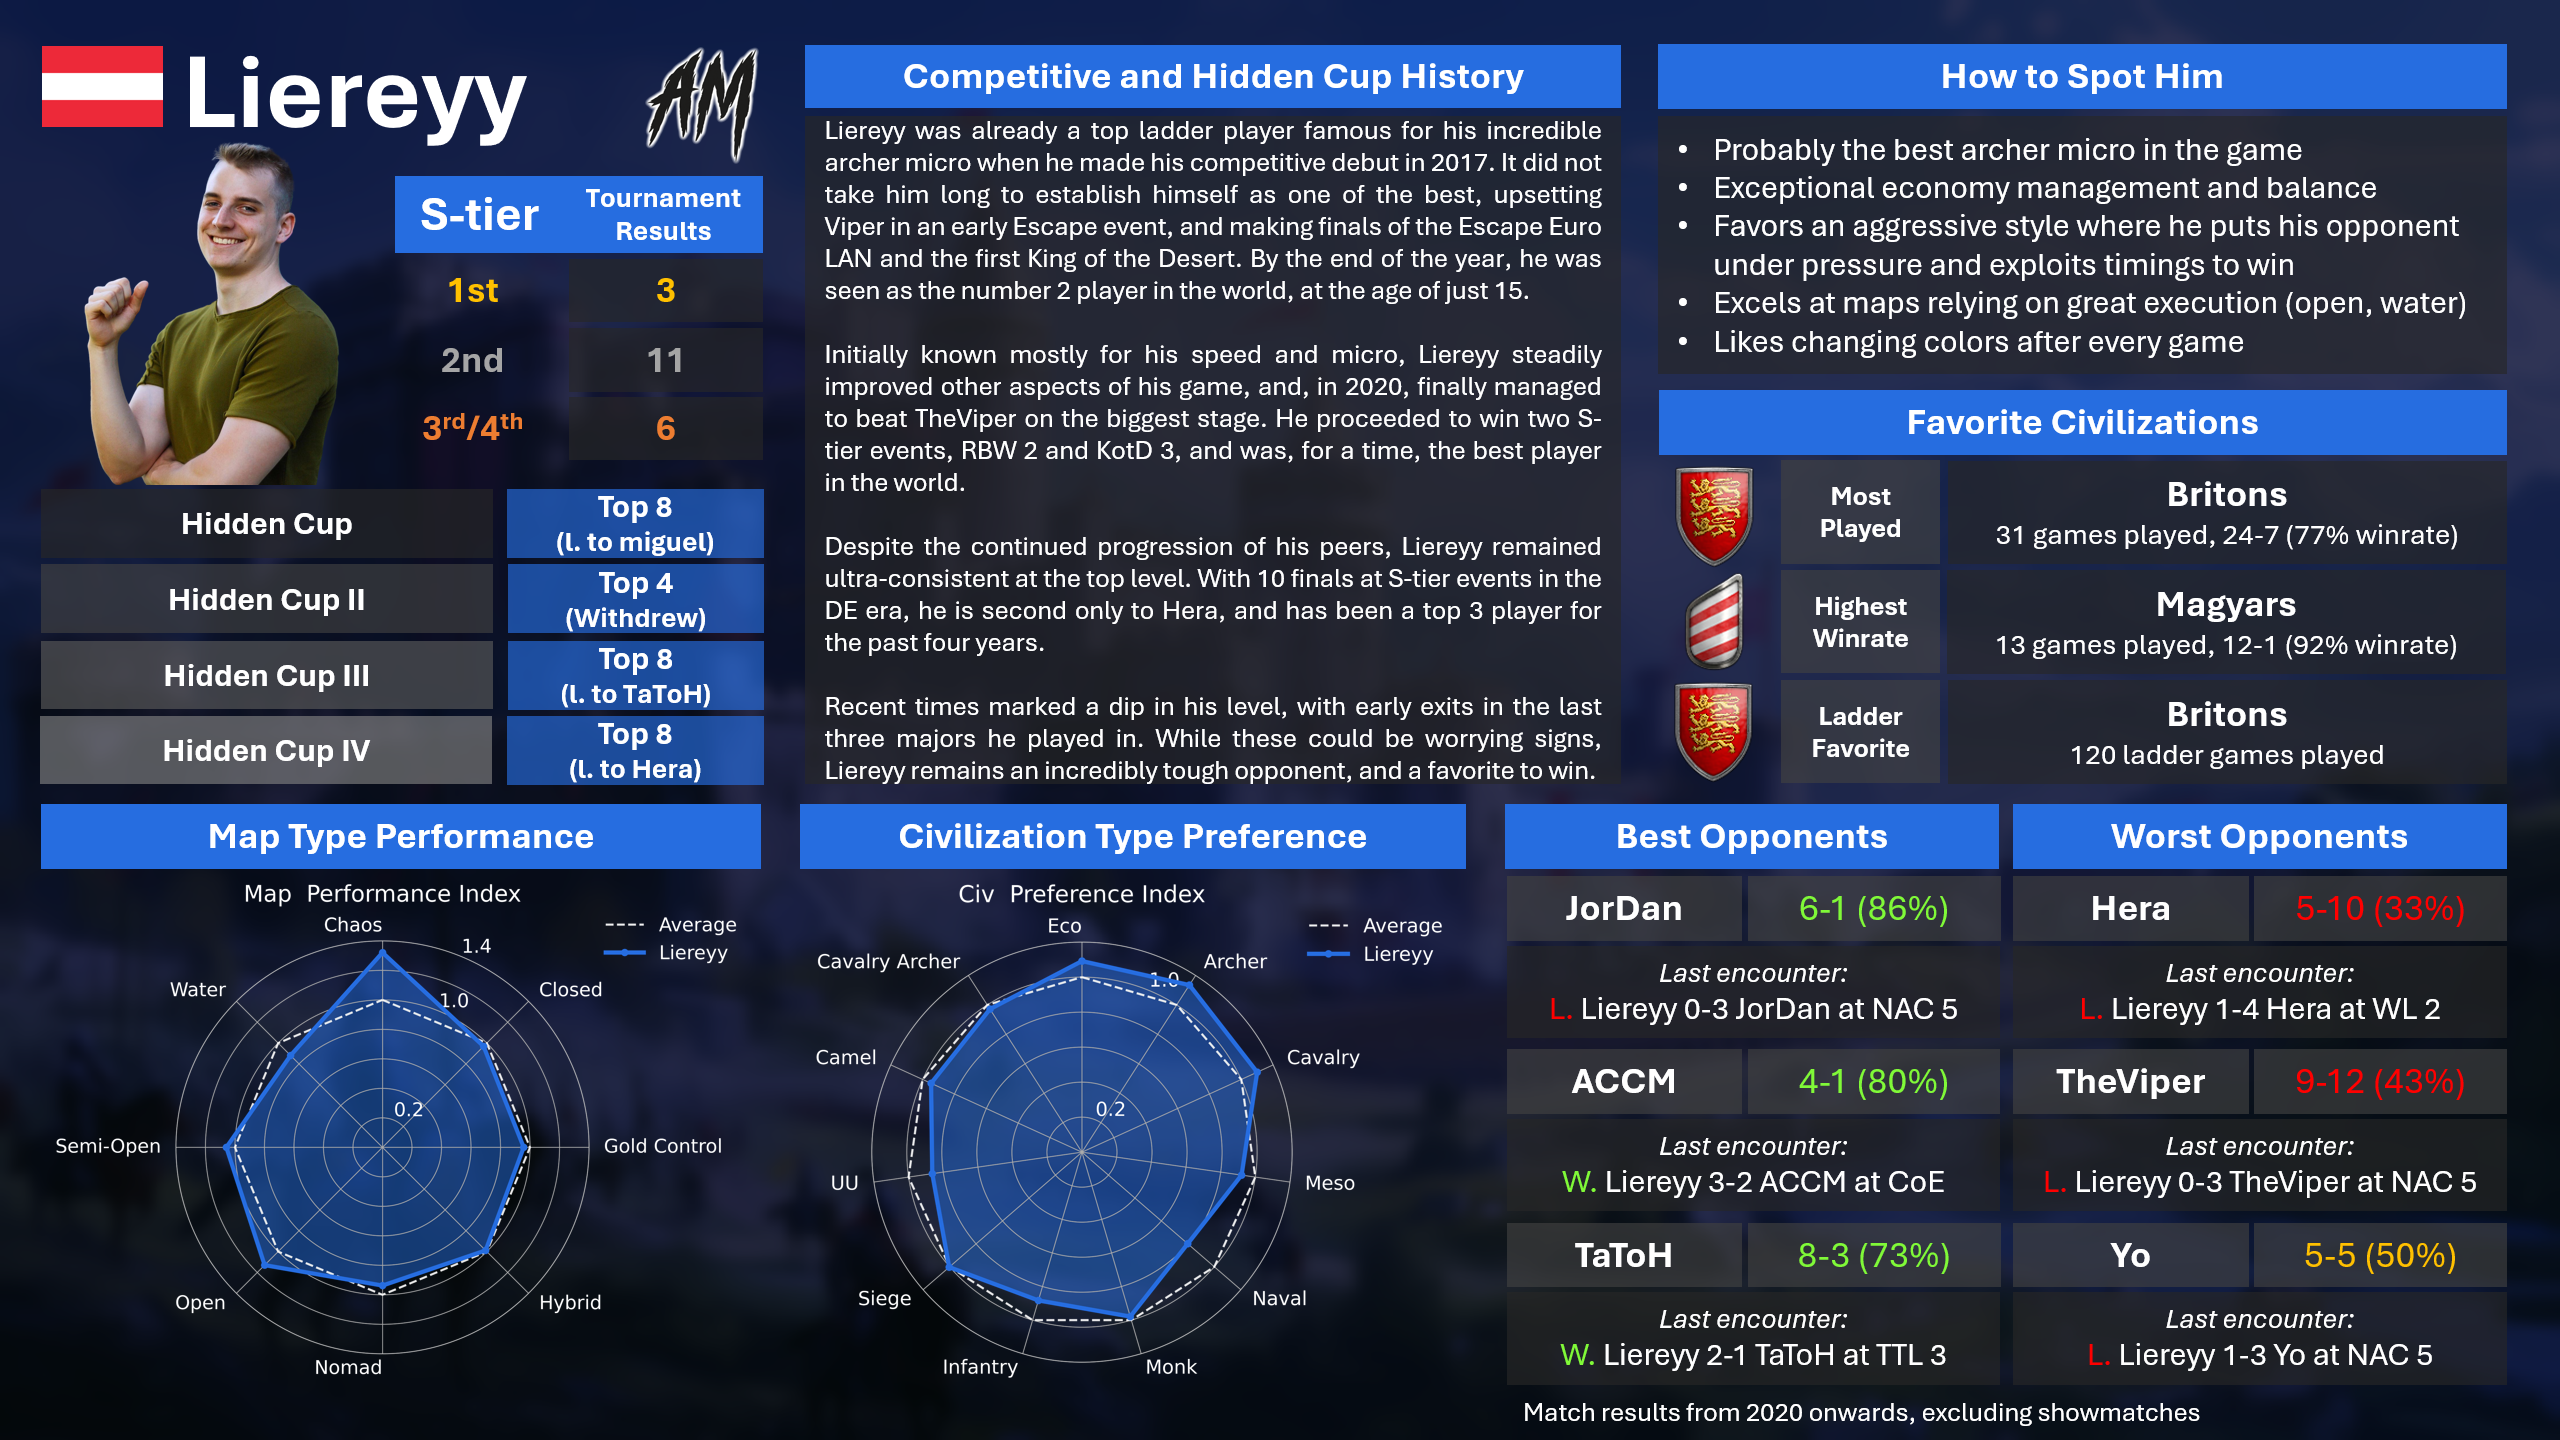 Liereyy
AM
S-tier
Tournament
Results
1st
3
2nd
11
3rd/4th
6
Hidden Cup
Top 8
(l. to miguel)
Hidden Cup II
Top 4
(Withdrew)
Hidden Cup III
Top 8
(l. to TaToH)
Hidden Cup IV
Top 8
(l. to Hera)
Competitive and Hidden Cup History
Liereyy was already a top ladder player famous for his incredible
archer micro when he made his competitive debut in 2017. It did not
take him long to establish himself as one of the best, upsetting
Viper in an early Escape event, and making finals of the Escape Euro
LAN and the first King of the Desert. By the end of the year, he was
seen as the number 2 player in the world, at the age of just 15.
Initially known mostly for his speed and micro, Liereyy steadily
improved other aspects of his game, and, in 2020, finally managed
to beat TheViper on the biggest stage. He proceeded to win two S-
tier events, RBW 2 and KotD 3, and was, for a time, the best player
in the world.
Despite the continued progression of his peers, Liereyy remained
ultra-consistent at the top level. With 10 finals at S-tier events in the
DE era, he is second only to Hera, and has been a top 3 player for
the past four years.
Recent times marked a dip in his level, with early exits in the last
three majors he played in. While these could be worrying signs,
Liereyy remains an incredibly tough opponent, and a favorite to win.
How to Spot Him
• Probably the best archer micro in the game
• Exceptional economy management and balance
• Favors an aggressive style where he puts his opponent
under pressure and exploits timings to win
• Excels at maps relying on great execution (open, water)
• Likes changing colors after every game
Favorite Civilizations
Most
Played
Britons
31 games played, 24-7 (77% winrate)
Highest
Winrate
Magyars
13 games played, 12-1 (92% winrate)
Ladder
Favorite
Britons
120 ladder games played
Map Type Performance
Map Performance Index
Average
Liereyy
Chaos
1.4
Water
Closed
1.0
0.2
Semi-Open
Gold Control
Open
Hybrid
Nomad
Civilization Type Preference
Civ Preference Index
Average
Liereyy
Eco
Cavalry Archer
Archer
1.0
Camel
Cavalry
0.2
UU
Meso
Siege
Naval
Infantry
Monk
Best Opponents
JorDan
6-1 (86%)
Last encounter:
L. Liereyy 0-3 JorDan at NAC 5
ACCM
4-1 (80%)
Last encounter:
W. Liereyy 3-2 ACCM at CoE
TaToH
8-3 (73%)
Last encounter:
W. Liereyy 2-1 TaToH at TTL 3
Worst Opponents
Hera
5-10 (33%)
Last encounter:
L. Liereyy 1-4 Hera at WL 2
TheViper
9-12 (43%)
Last encounter:
L. Liereyy 0-3 TheViper at NAC 5
Yo
5-5 (50%)
Last encounter:
L. Liereyy 1-3 Yo at NAC 5
Match results from 2020 onwards, excluding showmatches